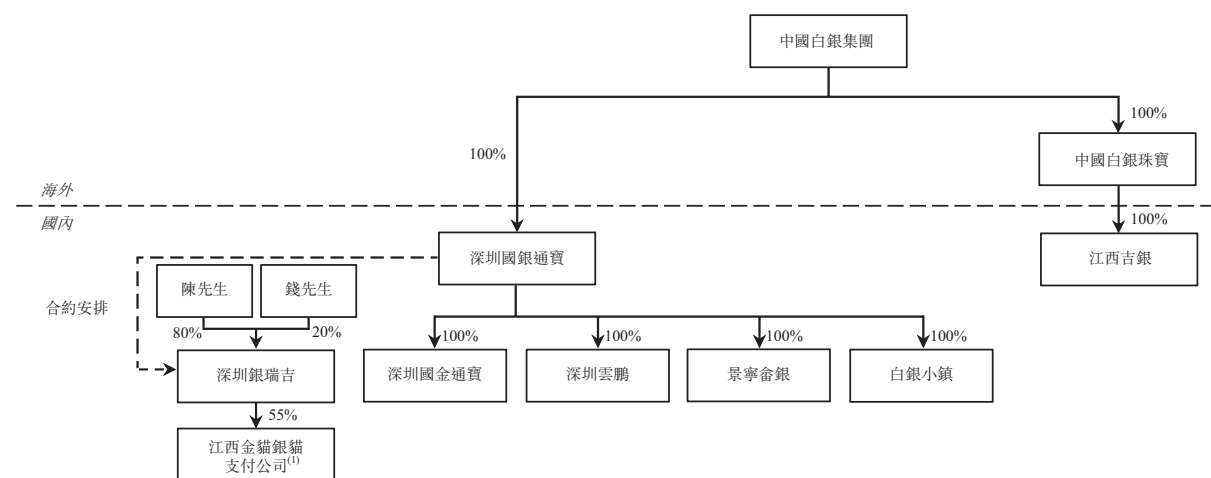 中國白銀集團
100%
100%
中國白銀珠寶
海外
國內
100%
深圳國銀通寶
江西吉銀
陳先生
錢先生
合約安排
80%
20%
100%
100%
100%
100%
深圳銀瑞吉
深圳國金通寶
深圳雲鵬
景寧畲銀
白銀小鎮
55%
江西金貓銀貓
支付公司(1)